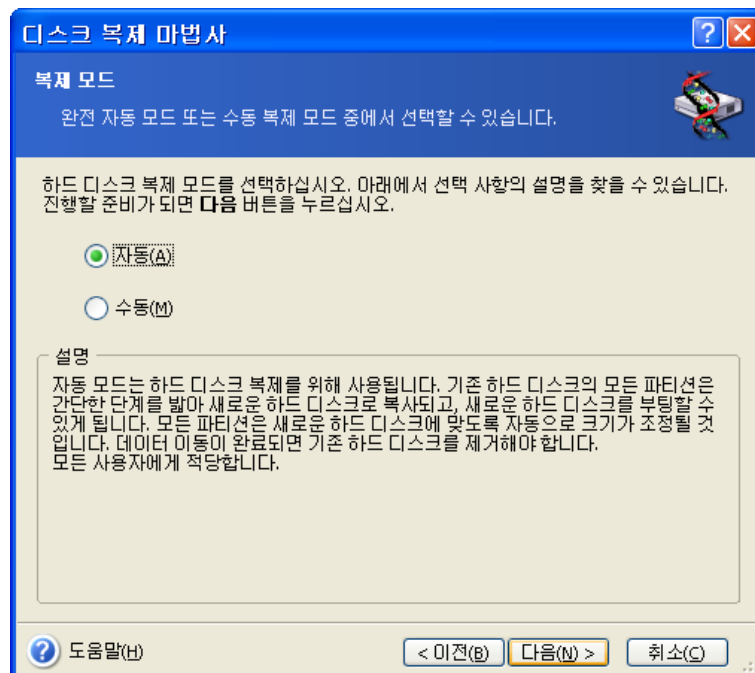 디스크 복제 마법사
복제 모드
완전 자동 모드 또는 수동 복제 모드 중에서 선택할 수 있습니다.
하드 디스크 복제 모드를 선택하십시오. 아래에서 선택 사항의 설명을 찾을 수 있습니다.
진행할 준비가 되면 다음 버튼을 누르십시오.
자동(A)
수동(M)
설명
자동 모드는 하드 디스크 복제를 위해 사용됩니다. 기존 하드 디스크의 모든 파티션은
간단한 단계를 밟아 새로운 하드 디스크로 복사되고, 새로운 하드 디스크를 부팅할 수
있게 됩니다. 모든 파티션은 새로운 하드 디스크에 맞도록 자동으로 크기가 조정될 것
입니다. 데이터 이동이 완료되면 기존 하드 디스크를 제거해야 합니다.
모든 사용자에게 적당합니다.
도움말(H)
< 이전(B)
다음(N) >
취소(C)